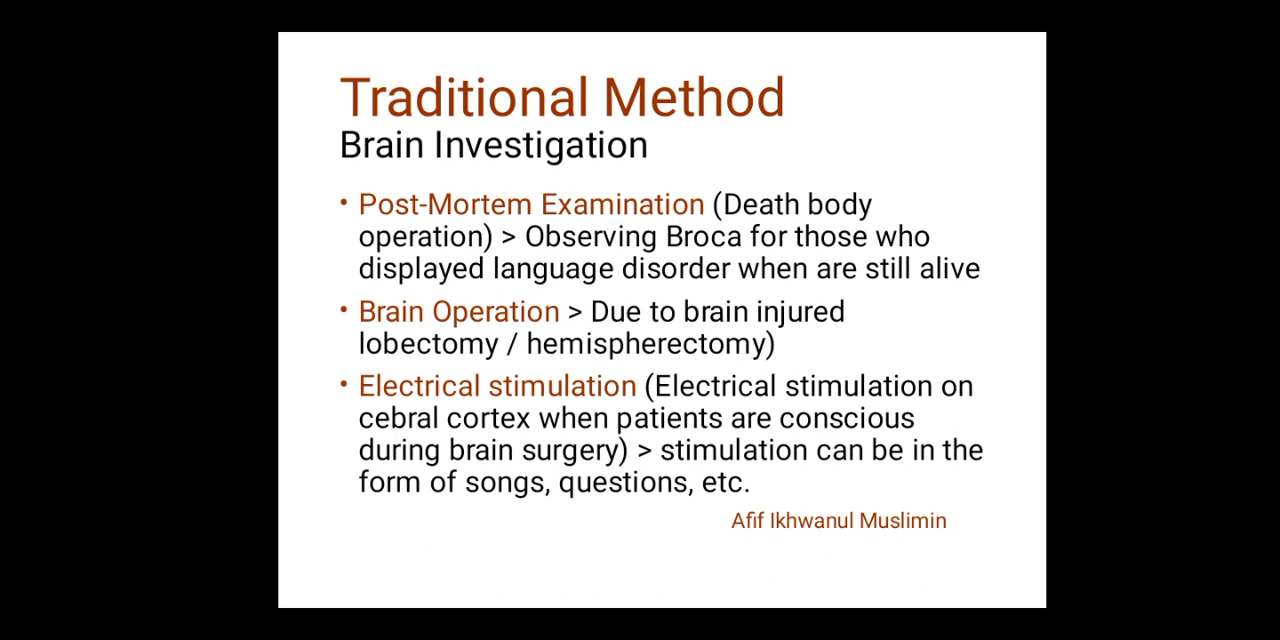 Traditional Method
Brain Investigation
• Post-Mortem Examination (Death body
operation) > Observing Broca for those who
displayed language disorder when are still alive
• Brain Operation > Due to brain injured
lobectomy / hemispherectomy)
• Electrical stimulation (Electrical stimulation on
cebral cortex when patients are conscious
during brain surgery) > stimulation can be in the
form of songs, questions, etc.
Afif Ikhwanul Muslimin